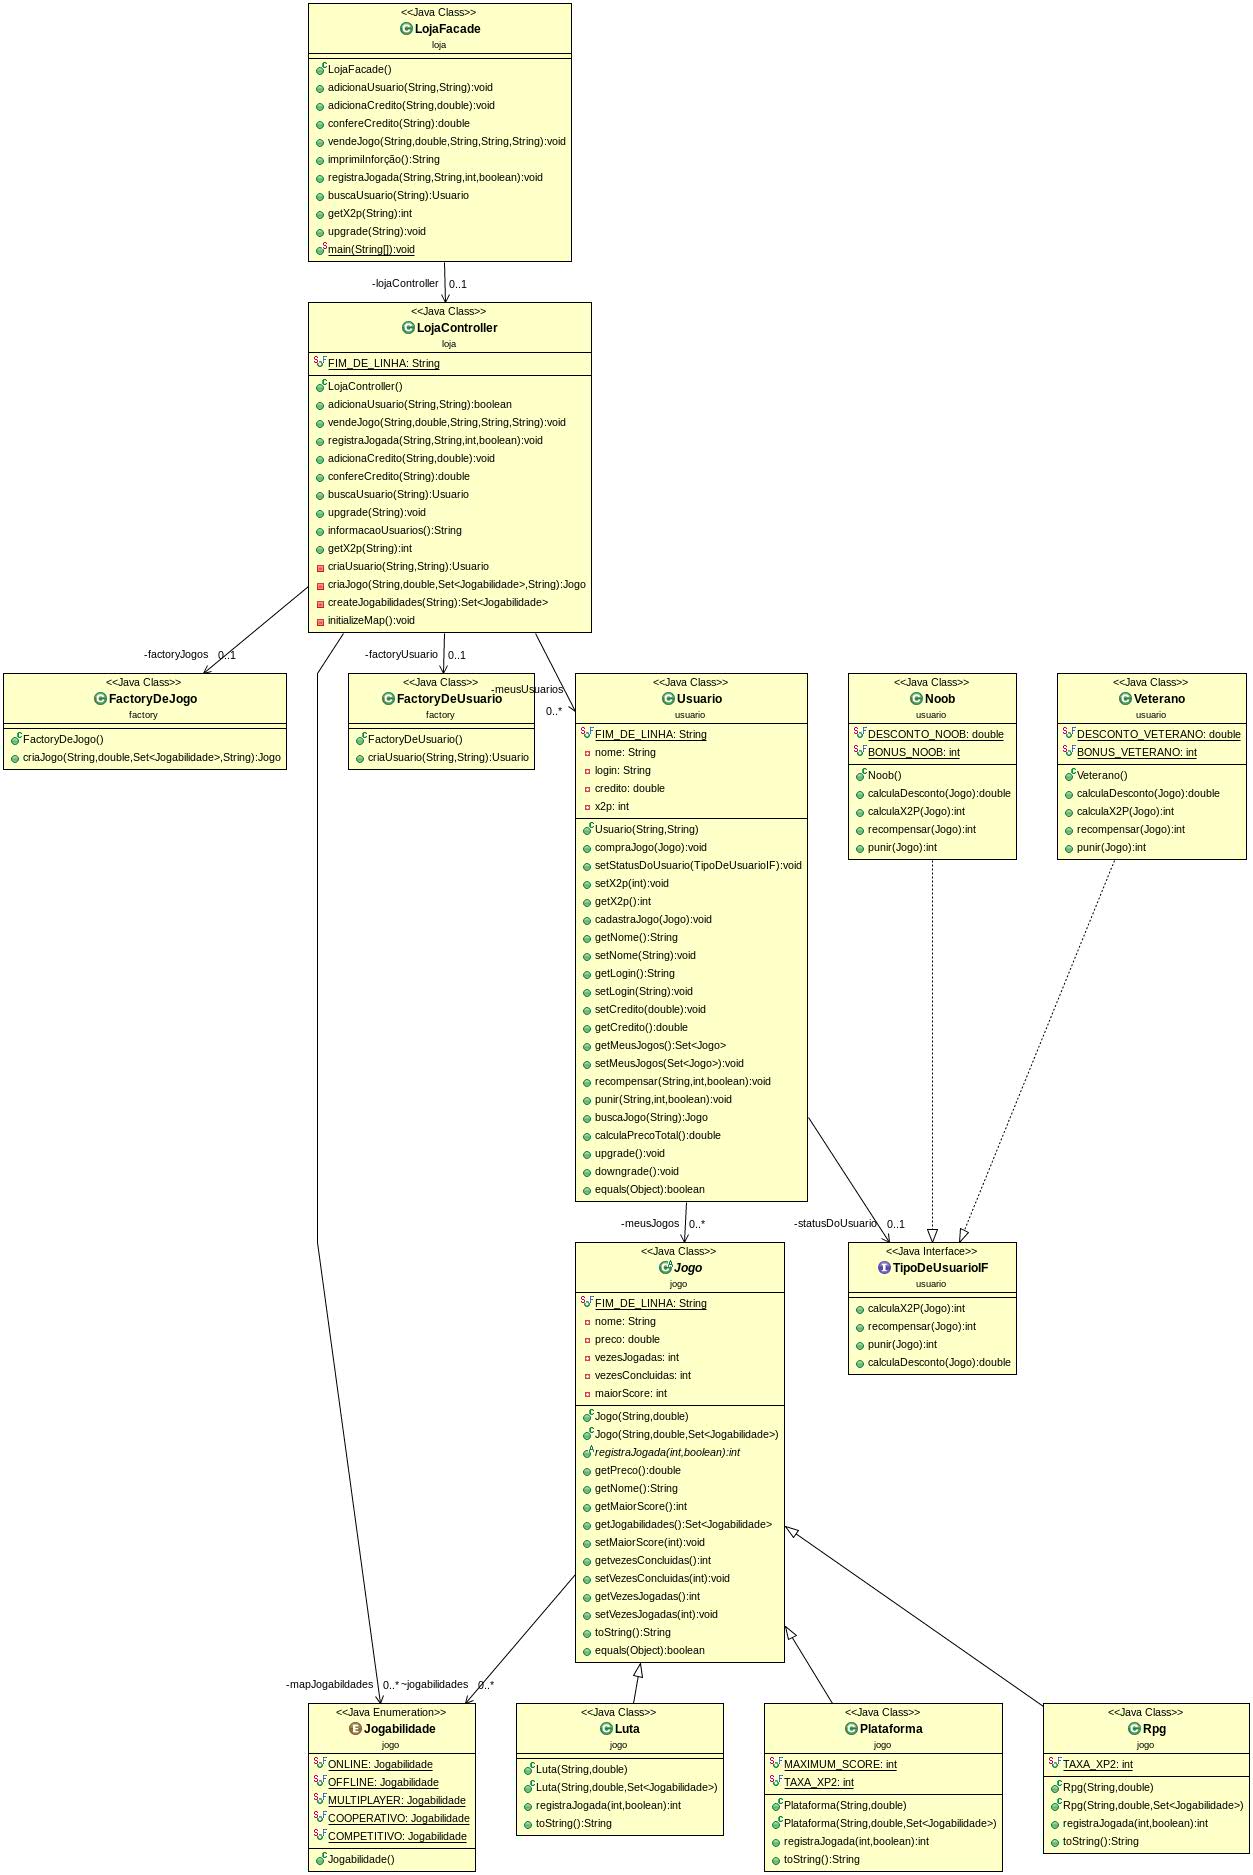 <<Java Class>>
LojaFacade
loja
LojaFacade()
adicionaUsuario(String,String):void
adicionaCredito(String,double):void
confereCredito(String):double
vendeJogo(String,double,String,String,String):void
imprimiInforção():String
registraJogada(String,String,int,boolean):void
buscaUsuario(String):Usuario
getX2p(String):int
upgrade(String):void
main(String[]):void
-lojaController 0..1
<<Java Class>>
LojaController
loja
FIM_DE_LINHA: String
LojaController()
adicionaUsuario(String,String):boolean
vendeJogo(String,double,String,String,String):void
registraJogada(String,String,int,boolean):void
adicionaCredito(String,double):void
confereCredito(String):double
buscaUsuario(String):Usuario
upgrade(String):void
informacaoUsuarios():String
getX2p(String):int
criaUsuario(String,String):Usuario
criaJogo(String,double,Set<Jogabilidade>,String):Jogo
createJogabilidades(String):Set<Jogabilidade>
initializeMap():void
-factoryJogos 0..1
-factoryUsuario 0..1
-meusUsuarios
0..*
<<Java Class>>
FactoryDeJogo
factory
FactoryDeJogo()
criaJogo(String,double,Set<Jogabilidade>,String):Jogo
<<Java Class>>
FactoryDeUsuario
factory
FactoryDeUsuario()
criaUsuario(String,String):Usuario
<<Java Class>>
Usuario
usuario
FIM_DE_LINHA: String
nome: String
login: String
credito: double
x2p: int
Usuario(String,String)
compraJogo(Jogo):void
setStatusDoUsuario(TipoDeUsuarioIF):void
setX2p(int):void
getX2p():int
cadastraJogo(Jogo):void
getNome():String
setNome(String):void
getLogin():String
setLogin(String):void
setCredito(double):void
getCredito():double
getMeusJogos():Set<Jogo>
setMeusJogos(Set<Jogo>):void
recompensar(String,int,boolean):void
punir(String,int,boolean):void
buscaJogo(String):Jogo
calculaPrecoTotal():double
upgrade():void
downgrade():void
equals(Object):boolean
<<Java Class>>
Noob
usuario
DESCONTO_NOOB: double
BONUS_NOOB: int
Noob()
calculaDesconto(Jogo):double
calculaX2P(Jogo):int
recompensar(Jogo):int
punir(Jogo):int
<<Java Class>>
Veterano
usuario
DESCONTO_VETERANO: double
BONUS_VETERANO: int
Veterano()
calculaDesconto(Jogo):double
calculaX2P(Jogo):int
recompensar(Jogo):int
punir(Jogo):int
-meusJogos 0..*
-statusDoUsuario 0..1
<<Java Class>>
Jogo
jogo
FIM_DE_LINHA: String
nome: String
preco: double
vezesJogadas: int
vezesConcluidas: int
maiorScore: int
Jogo(String,double)
Jogo(String,double,Set<Jogabilidade>)
registraJogada(int,boolean):int
getPreco():double
getNome():String
getMaiorScore():int
getJogabilidades():Set<Jogabilidade>
setMaiorScore(int):void
getvezesConcluidas():int
setVezesConcluidas(int):void
getVezesJogadas():int
setVezesJogadas(int):void
toString():String
equals(Object):boolean
<<Java Interface>>
TipoDeUsuarioIF
usuario
calculaX2P(Jogo):int
recompensar(Jogo):int
punir(Jogo):int
calculaDesconto(Jogo):double
-mapJogabildades 0..*
~jogabilidades 0..*
<<Java Enumeration>>
Jogabilidade
jogo
ONLINE: Jogabilidade
OFFLINE: Jogabilidade
MULTIPLAYER: Jogabilidade
COOPERATIVO: Jogabilidade
COMPETITIVO: Jogabilidade
Jogabilidade()
<<Java Class>>
Luta
jogo
Luta(String,double)
Luta(String,double,Set<Jogabilidade>)
registraJogada(int,boolean):int
toString():String
<<Java Class>>
Plataforma
jogo
MAXIMUM_SCORE: int
TAXA_XP2: int
Plataforma(String,double)
Plataforma(String,double,Set<Jogabilidade>)
registraJogada(int,boolean):int
toString():String
<<Java Class>>
Rpg
jogo
TAXA_XP2: int
Rpg(String,double)
Rpg(String,double,Set<Jogabilidade>)
registraJogada(int,boolean):int
toString():String